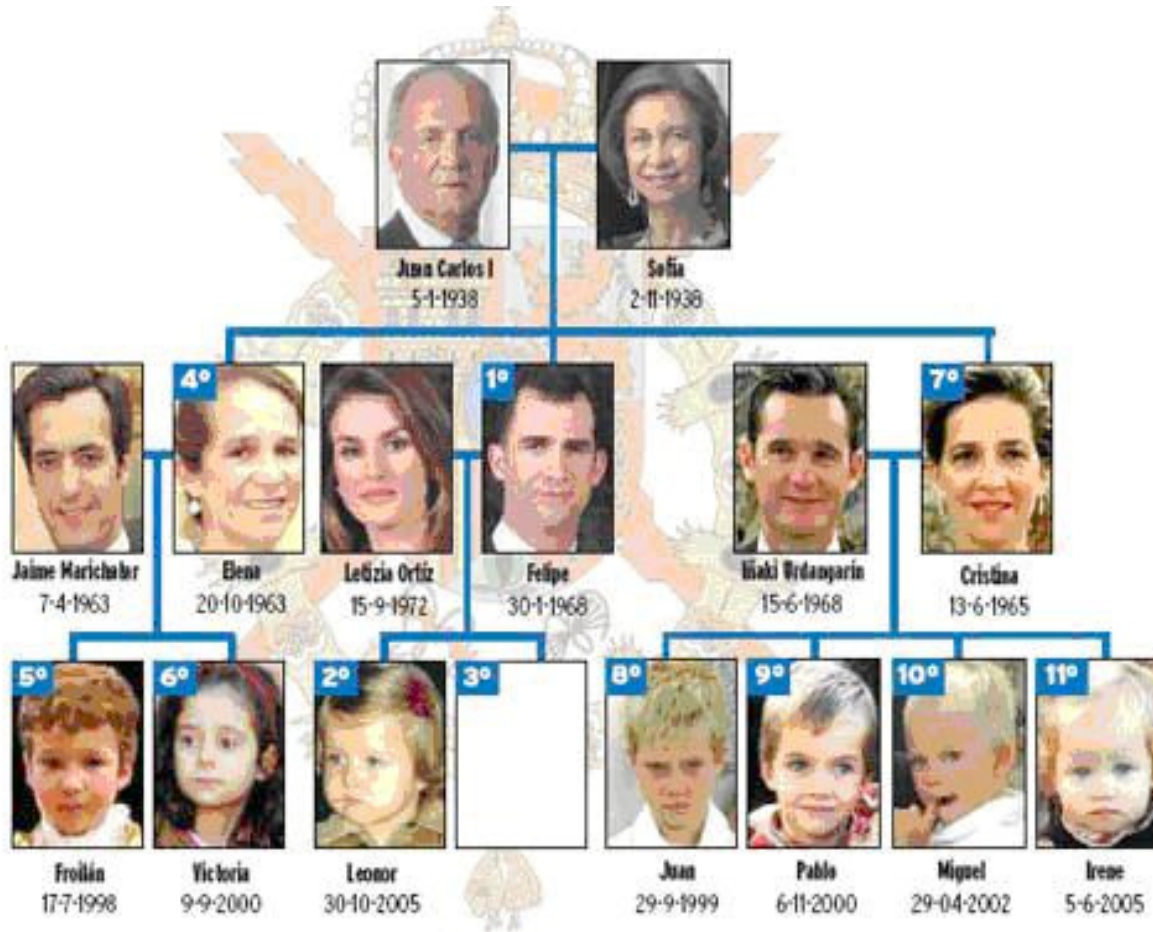 Juan Carlos I
5-1-1938
Sofía
2-11-1938
4º
1º
7º
Jaime Marichalar
7-4-1963
Elena
20-10-1963
Letizia Ortiz
15-9-1972
Felipe
30-1-1968
Iñaki Urdangarin
15-6-1968
Cristina
13-6-1965
5º
6º
2º
3º
8º
9º
10º
11º
Froilán
17-7-1998
Victoria
9-9-2000
Leonor
30-10-2005
Juan
29-9-1999
Pablo
6-11-2000
Miguel
29-04-2002
Irene
5-6-2005